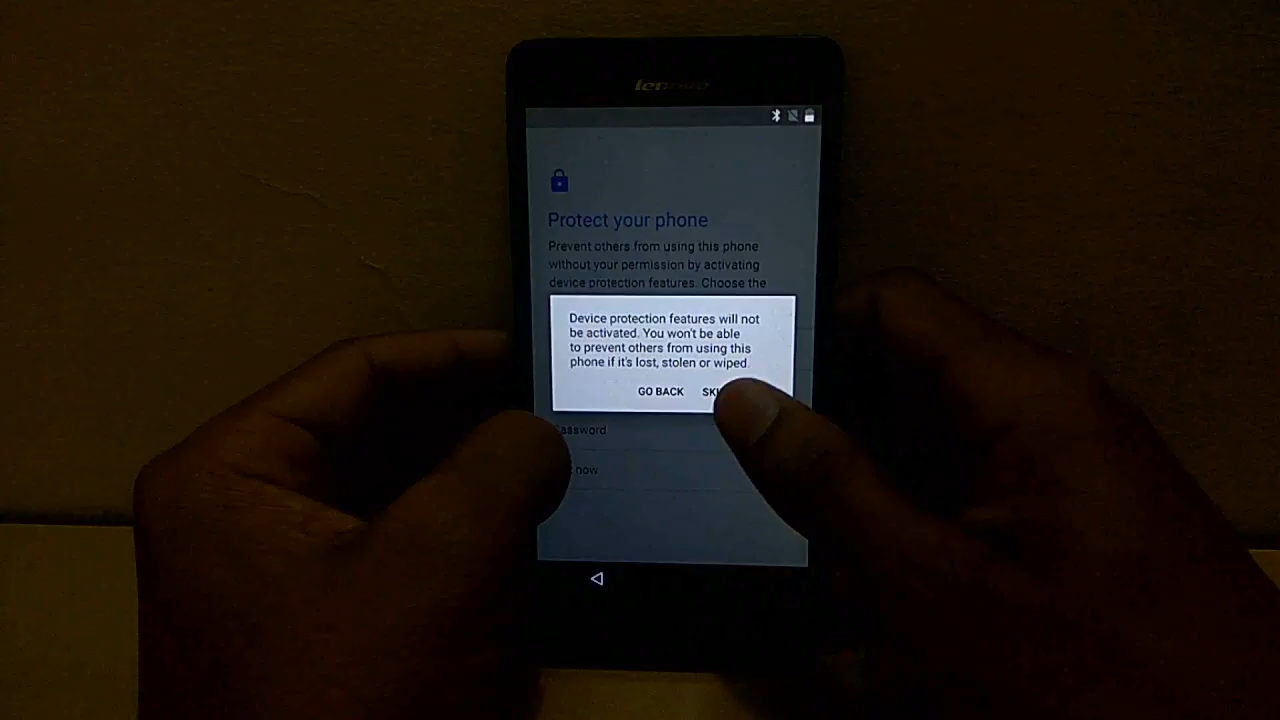 lenovo
Protect your phone
Prevent others from using this phone
without your permission by activating
device protection features. Choose the
Device protection features will not
be activated. You won't be able
to prevent others from using this
phone if it's lost, stolen or wiped.
GO BACK
assword
now